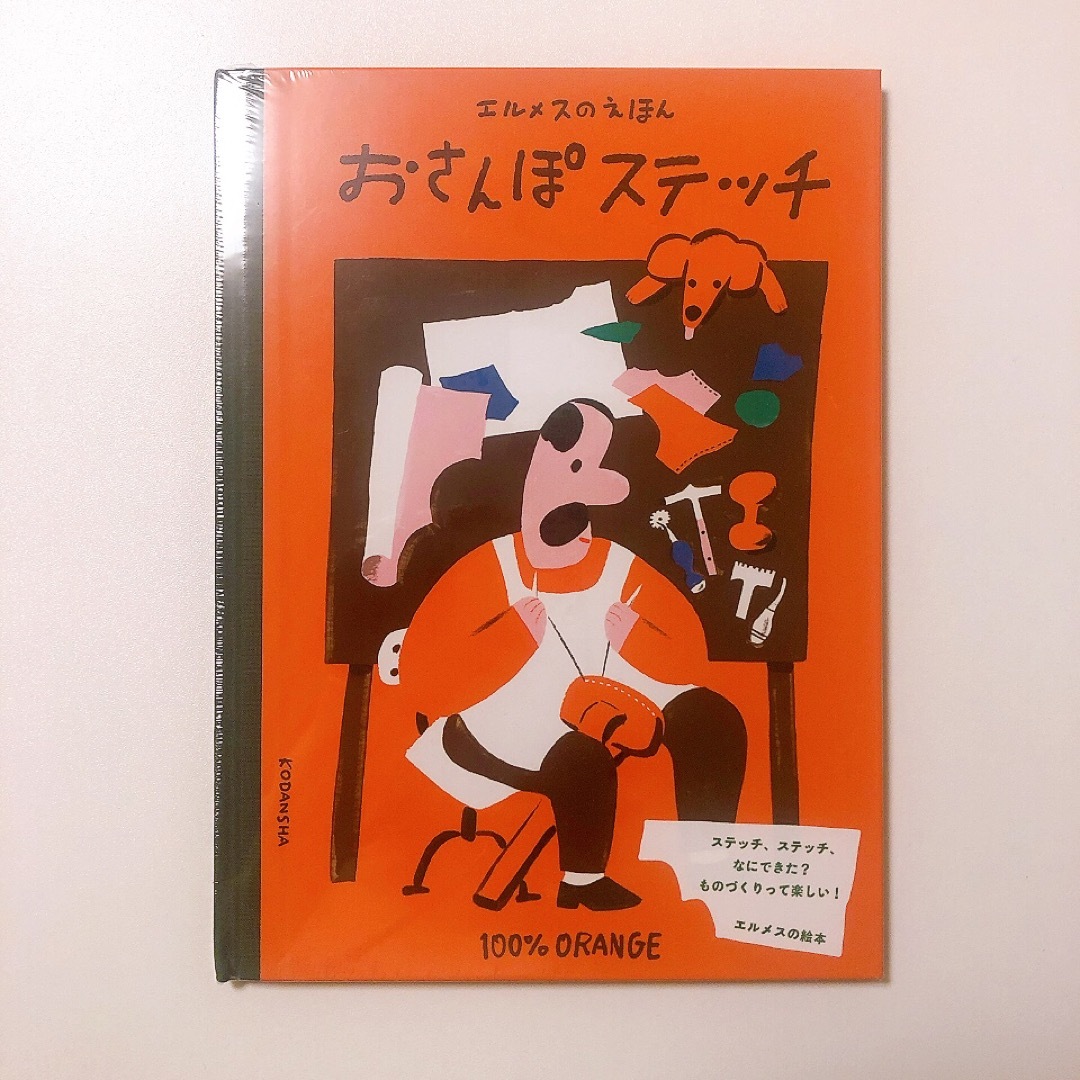 エルメスのえほん
おさんぽステッチ
KODANSHA
ステッチ、ステッチ、
なにできた？
ものづくりって楽しい！
エルメスの絵本
100% ORANGE